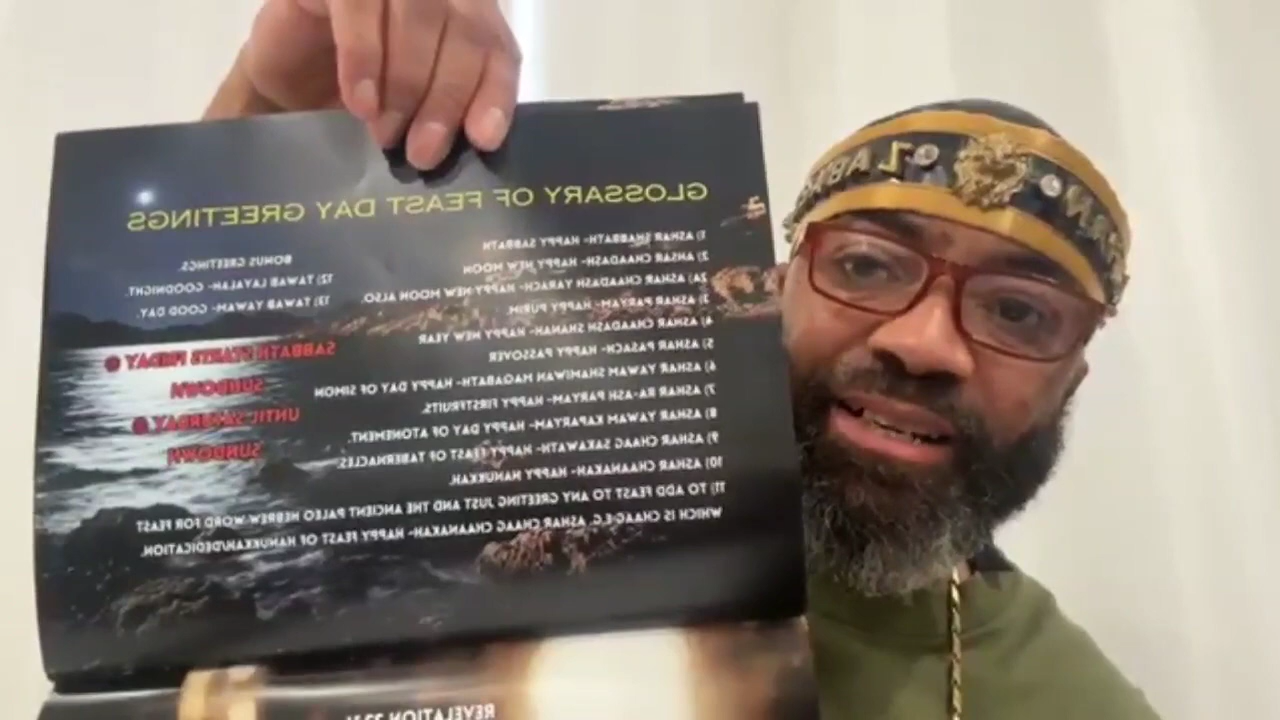 GLOSSARY OF FEAST DAY GREETINGS
1) ASHAR SHABBATH- HAPPY SABBATH
2) ASHAR CHAADASH- HAPPY NEW MOON
2A) ASHAR CHADASH YARACH- HAPPY NEW MOON ALSO.
3) ASHAR PARYAM- HAPPY PURIM.
4) ASHAR CHAADASH SHANAH- HAPPY NEW YEAR
5) ASHAR PASACH- HAPPY PASSOVER
6) ASHAR YAWAM SHAMIWAN MAQABATH- HAPPY DAY OF SIMON
7) ASHAR RA-ASH PARYAM- HAPPY FIRSTFRUITS.
8) ASHAR YAWAM KAPARYAM- HAPPY DAY OF ATONEMENT.
9) ASHAR CHAAG SAKAWATH- HAPPY FEAST OF TABERNACLES.
10) ASHAR CHAANAKAH- HAPPY HANUKKAH.
11) TO ADD FEAST TO ANY GREETING JUST ADD THE ANCIENT PALEO HEBREW WORD FOR FEAST
WHICH IS CHAAG E.G. ASHAR CHAAG CHAANAKAH- HAPPY FEAST OF HANUKKAH/DEDICATION.
BONUS GREETINGS.
12) TAWAB LAYALAH- GOODNIGHT.
13) TAWAB YAWAM- GOOD DAY.
SABBATH STARTS FRIDAY @
SUNDOWN
UNTIL SATURDAY @
SUNDOWN
REVELATION